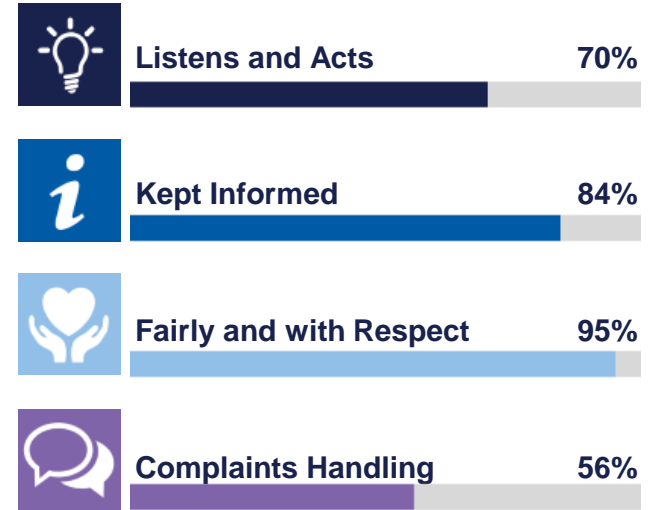 Listens and Acts 70%
Kept Informed 84%
Fairly and with Respect 95%
Complaints Handling 56%